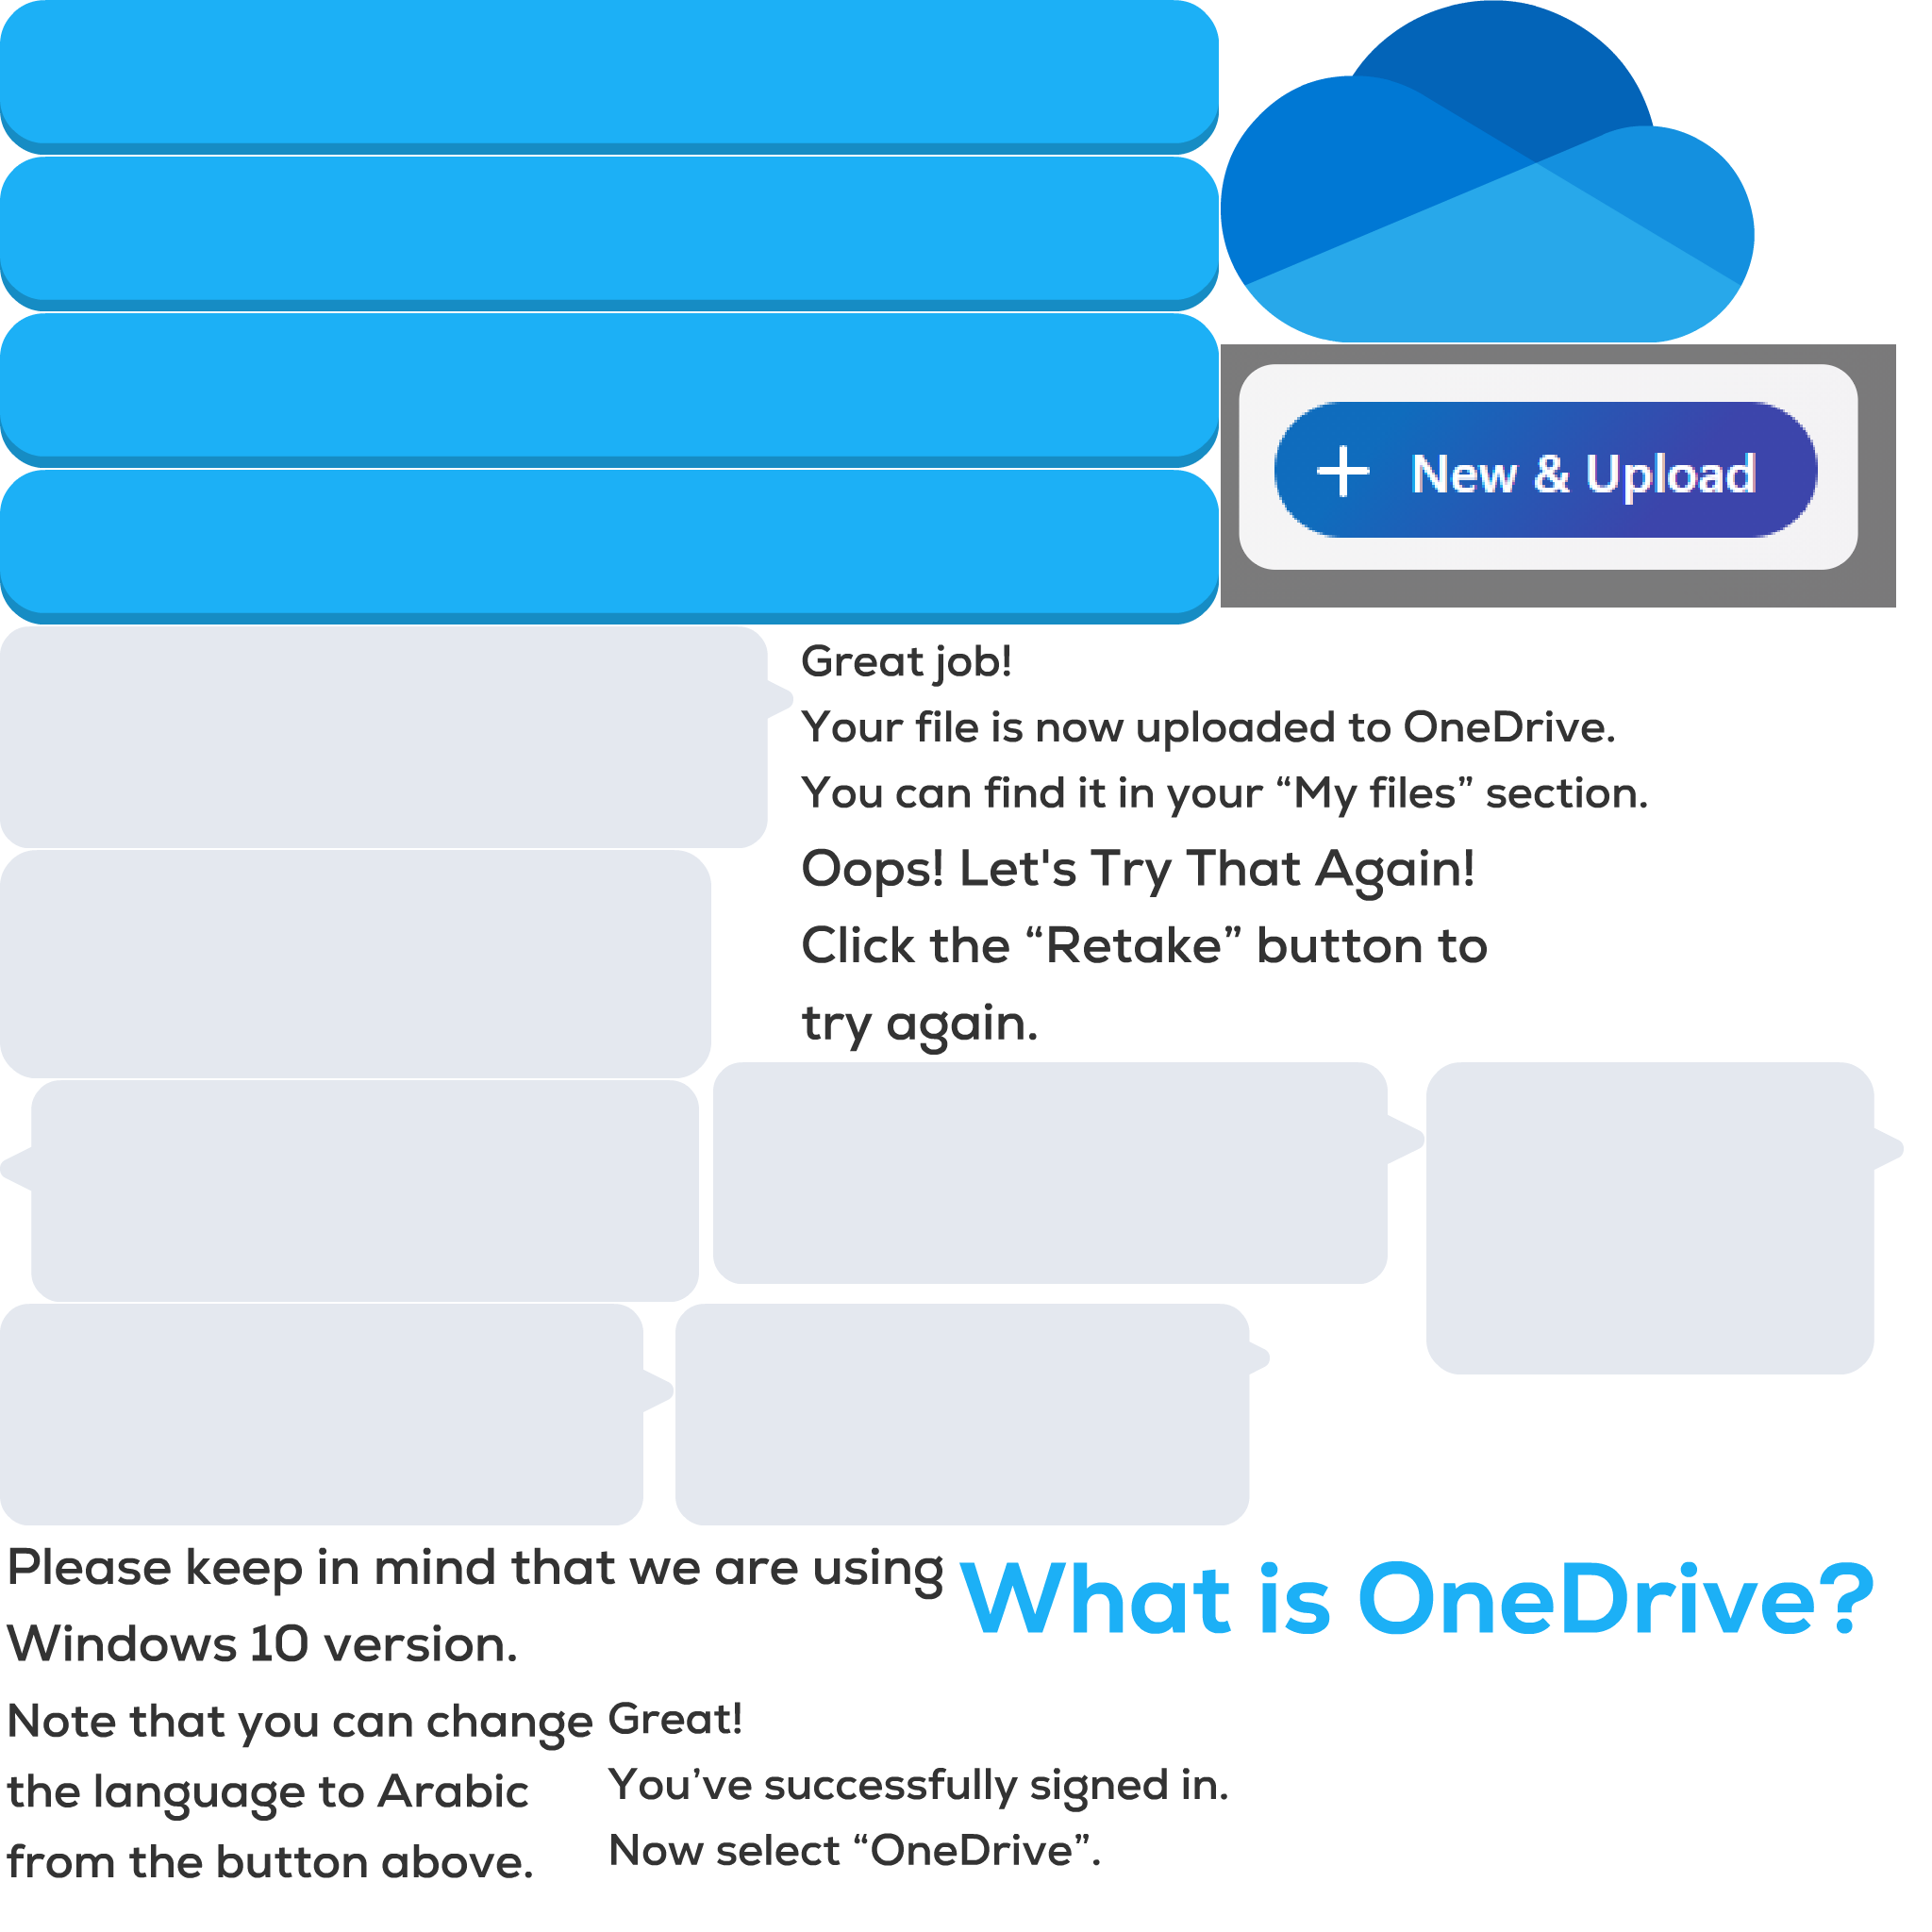 New & Upload
Great job!
Your file is now uploaded to OneDrive.
You can find it in your “My files” section.
Oops! Let's Try That Again!
Click the “Retake” button to
try again.
Please keep in mind that we are using
Windows 10 version.
What is OneDrive?
Note that you can change
the language to Arabic
from the button above.
Great!
You’ve successfully signed in.
Now select “OneDrive”.